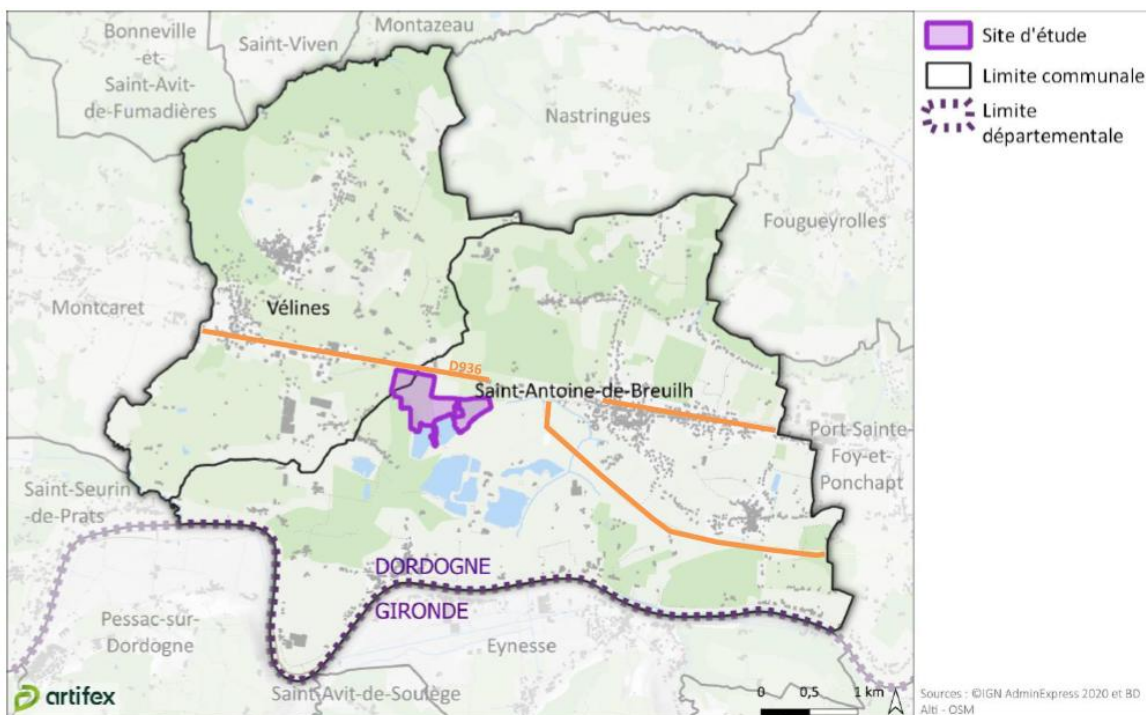 Bonneville
-et-
Saint-Avit-
de-Fumadières
Saint-Viven
Montazeau
Nastringues
Fougueyrolles
Montcaret
Vélines
D936
Saint-Antoine-de-Breuilh
Port-Sainte-
Foy-et-
Ponchapt
Saint-Seurin
-de-Prats
DORDOGNE
GIRONDE
Pessac-sur-
Dordogne
Eynesse
Saint-Avit-de-Soulège
artifex
0 0,5 1 km
Site d'étude
Limite communale
Limite
départementale
Sources : ©IGN AdminExpress 2020 et BD
Alti - OSM